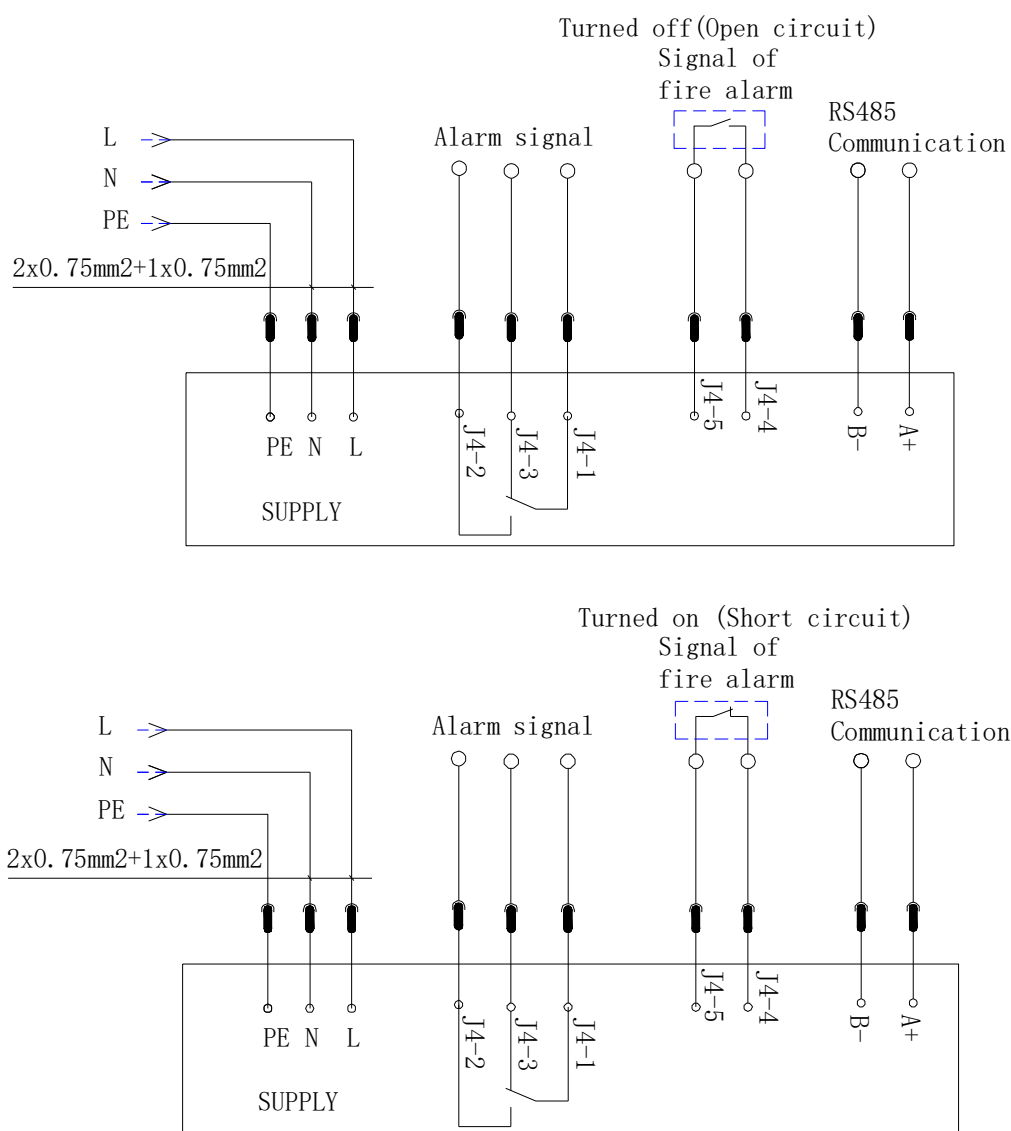 Turned off(Open circuit)
Signal of
fire alarm
RS485
Communication
Alarm signal
L
N
PE
2x0.75mm2+1x0.75mm2
PE N L
J4-2
J4-3
J4-1
J4-5
J4-4
B-
A+
SUPPLY
Turned on (Short circuit)
Signal of
fire alarm
RS485
Communication
Alarm signal
L
N
PE
2x0.75mm2+1x0.75mm2
PE N L
J4-2
J4-3
J4-1
J4-5
J4-4
B-
A+
SUPPLY